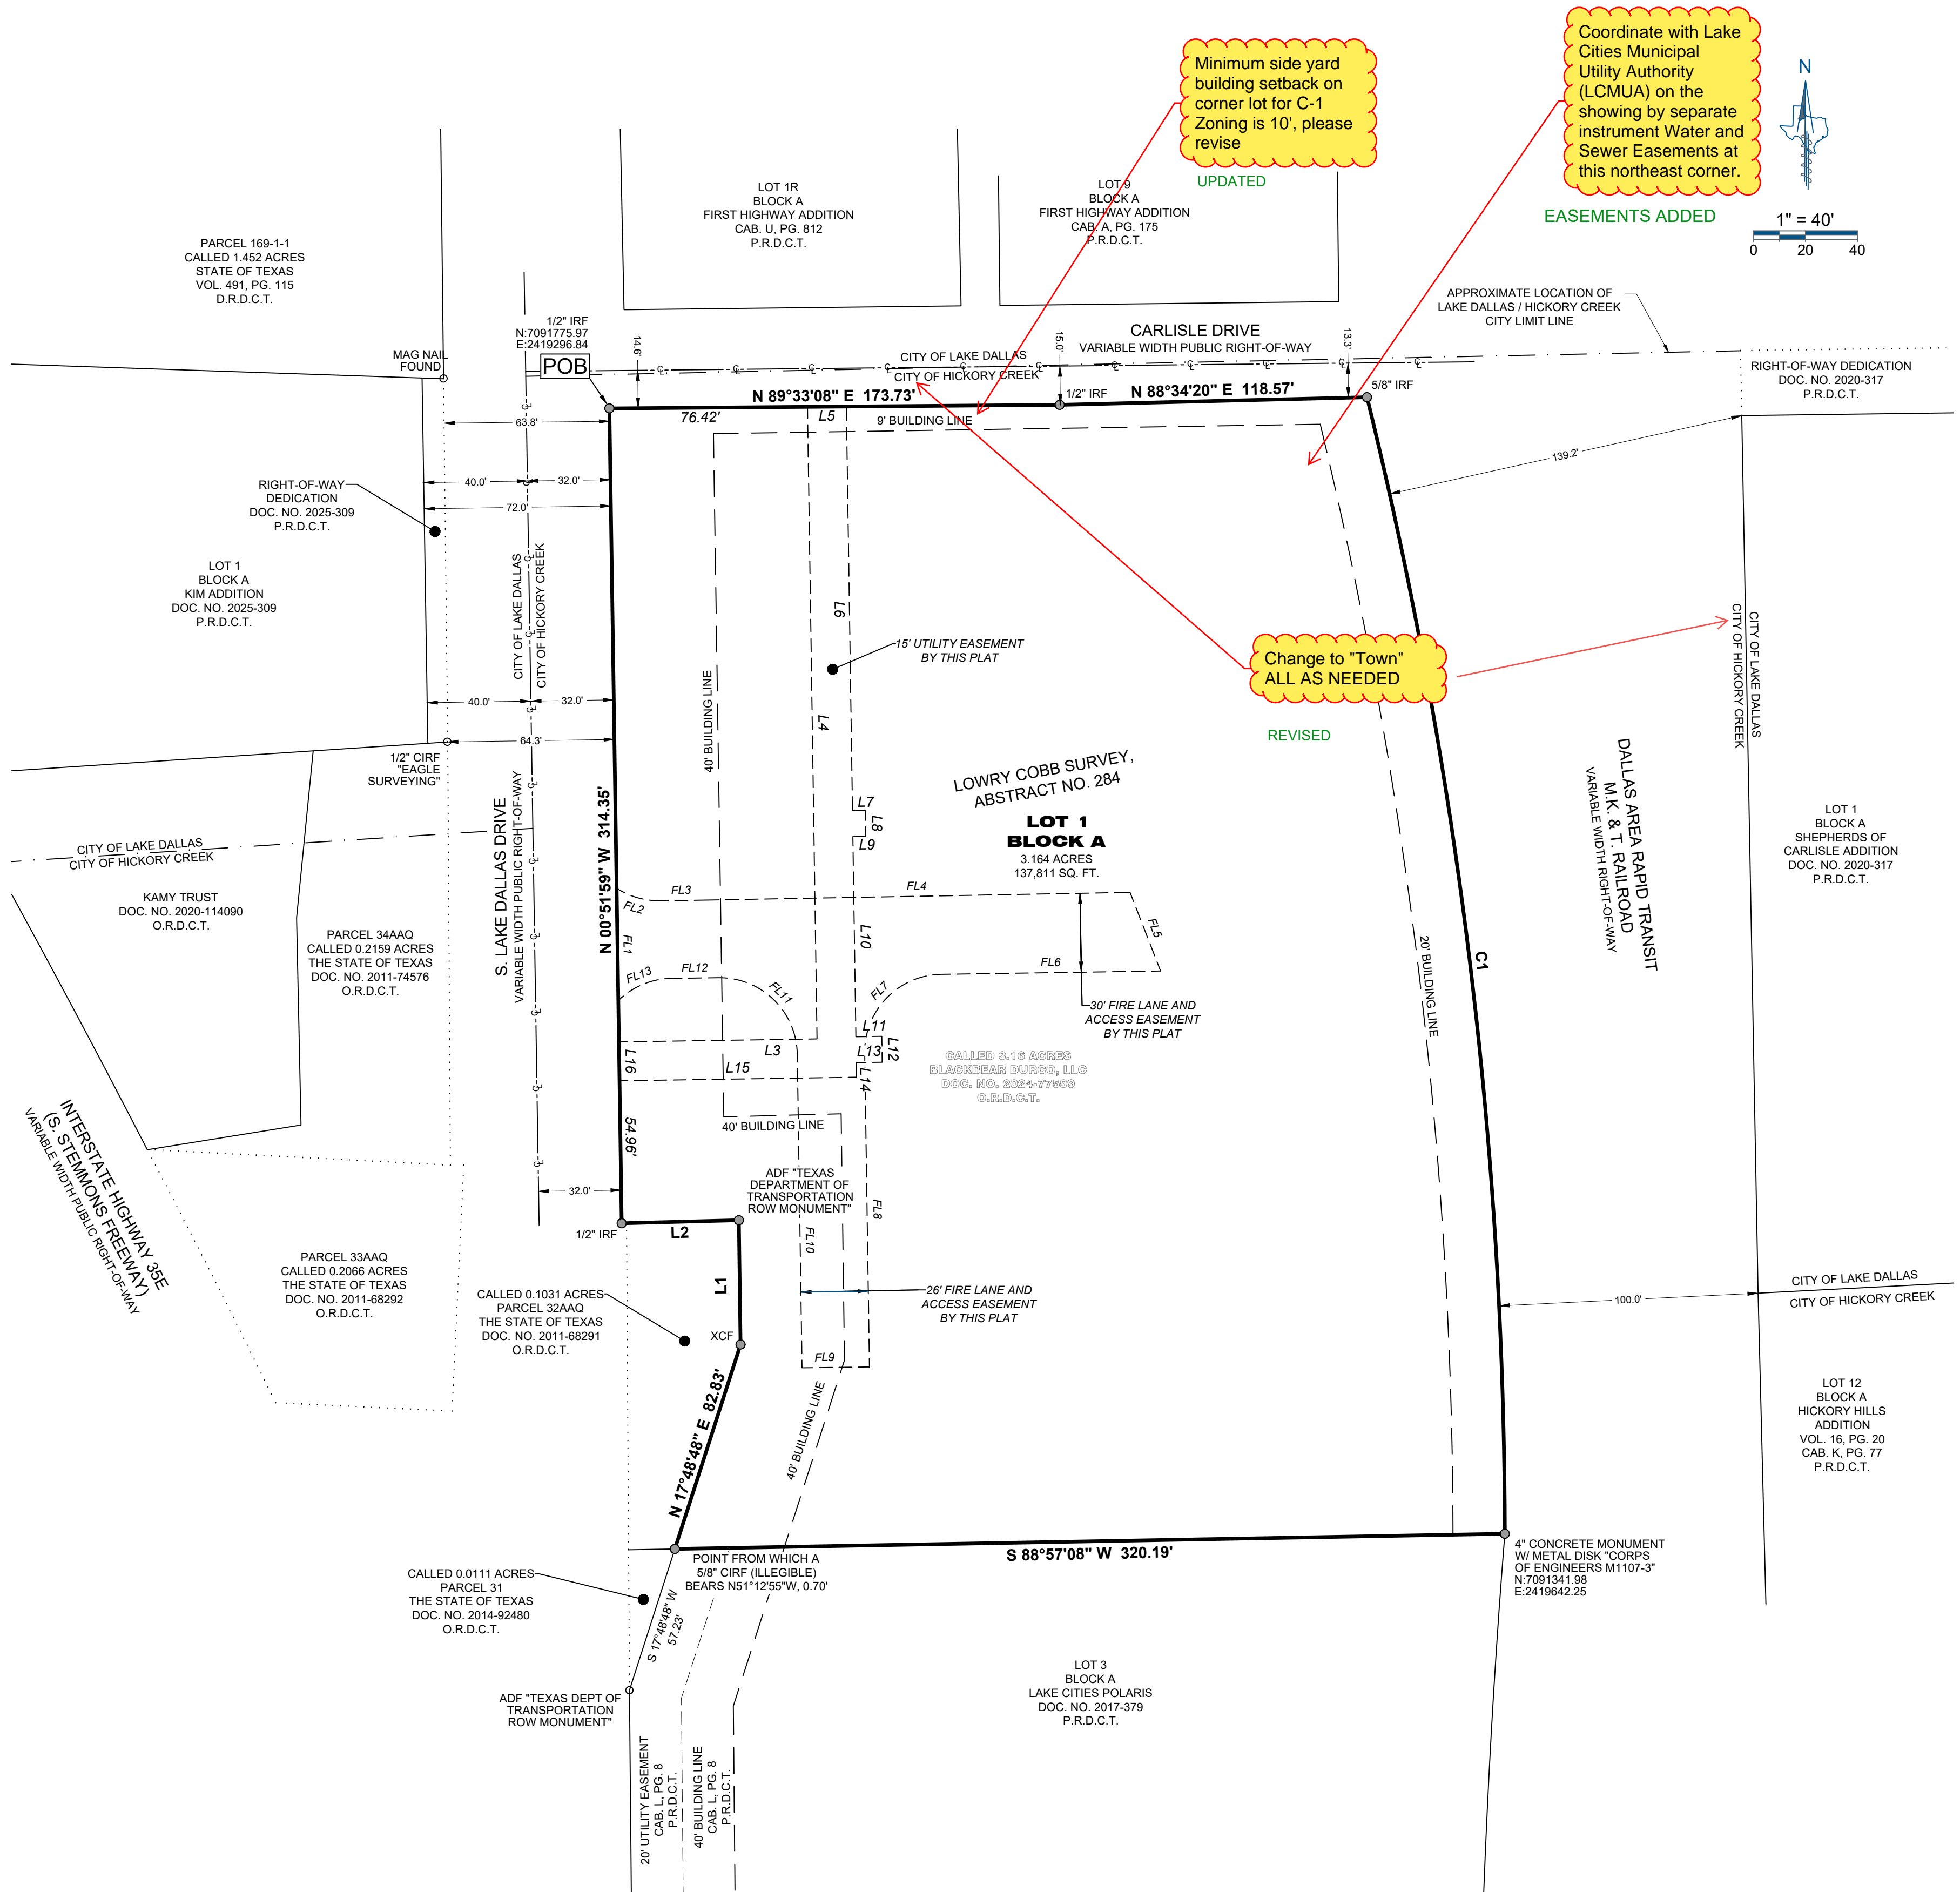 Minimum side yard
building setback on
corner lot for C-1
Zoning is 10', please
revise
UPDATED
Coordinate with Lake
Cities Municipal
Utility Authority
(LCMUA) on the
showing by separate
instrument Water and
Sewer Easements at
this northeast corner.
EASEMENTS ADDED
N
1" = 40'
0 20 40
PARCEL 169-1-1
CALLED 1.452 ACRES
STATE OF TEXAS
VOL. 491, PG. 115
D.R.D.C.T.
LOT 1R
BLOCK A
FIRST HIGHWAY ADDITION
CAB. U, PG. 812
P.R.D.C.T.
LOT 9
BLOCK A
FIRST HIGHWAY ADDITION
CAB. A, PG. 175
P.R.D.C.T.
APPROXIMATE LOCATION OF
LAKE DALLAS / HICKORY CREEK
CITY LIMIT LINE
1/2" IRF
N:7091775.97
E:2419296.84
POB
MAG NAIL
FOUND
14.6'
15.0'
13.3'
CARLISLE DRIVE
VARIABLE WIDTH PUBLIC RIGHT-OF-WAY
CITY OF LAKE DALLAS
CITY OF HICKORY CREEK
RIGHT-OF-WAY DEDICATION
DOC. NO. 2020-317
P.R.D.C.T.
N 89°33'08" E 173.73'
1/2" IRF
N 88°34'20" E 118.57'
5/8" IRF
76.42'
L5
9' BUILDING LINE
63.8'
139.2'
40.0'
32.0'
72.0'
RIGHT-OF-WAY
DEDICATION
DOC. NO. 2025-309
P.R.D.C.T.
LOT 1
BLOCK A
KIM ADDITION
DOC. NO. 2025-309
P.R.D.C.T.
CITY OF LAKE DALLAS
CITY OF HICKORY CREEK
L6
15' UTILITY EASEMENT
BY THIS PLAT
Change to "Town"
ALL AS NEEDED
REVISED
CITY OF LAKE DALLAS
CITY OF HICKORY CREEK
40.0'
32.0'
64.3'
1/2" CIRF
"EAGLE
SURVEYING"
40' BUILDING LINE
L4
LOWRY COBB SURVEY,
ABSTRACT NO. 284
LOT 1
BLOCK A
3.164 ACRES
137,811 SQ. FT.
L7
L8
L9
DALLAS AREA RAPID TRANSIT
M.K. & T. RAILROAD
VARIABLE WIDTH RIGHT-OF-WAY
LOT 1
BLOCK A
SHEPHERDS OF
CARLISLE ADDITION
DOC. NO. 2020-317
P.R.D.C.T.
S. LAKE DALLAS DRIVE
VARIABLE WIDTH PUBLIC RIGHT-OF-WAY
N 00°51'59" W 314.35'
CITY OF LAKE DALLAS
CITY OF HICKORY CREEK
KAMY TRUST
DOC. NO. 2020-114090
O.R.D.C.T.
PARCEL 34AAQ
CALLED 0.2159 ACRES
THE STATE OF TEXAS
DOC. NO. 2011-74576
O.R.D.C.T.
FL3
FL4
FL2
FL1
L10
FL5
FL13
FL12
FL11
FL7
FL6
20' BUILDING LINE
C1
30' FIRE LANE AND
ACCESS EASEMENT
BY THIS PLAT
L11
L12
L13
L14
L3
L15
L16
CALLED 3.16 ACRES
BLACKBEAR DURCO, LLC
DOC. NO. 2024-77599
O.R.D.C.T.
54.96'
40' BUILDING LINE
ADF "TEXAS
DEPARTMENT OF
TRANSPORTATION
ROW MONUMENT"
INTERSTATE HIGHWAY 35E
(S. STEMMONS FREEWAY)
VARIABLE WIDTH PUBLIC RIGHT-OF-WAY
32.0'
1/2" IRF
L2
FL8
FL10
L1
PARCEL 33AAQ
CALLED 0.2066 ACRES
THE STATE OF TEXAS
DOC. NO. 2011-68292
O.R.D.C.T.
CALLED 0.1031 ACRES
PARCEL 32AAQ
THE STATE OF TEXAS
DOC. NO. 2011-68291
O.R.D.C.T.
XCF
26' FIRE LANE AND
ACCESS EASEMENT
BY THIS PLAT
FL9
100.0'
CITY OF LAKE DALLAS
CITY OF HICKORY CREEK
N 17°48'48" E 82.83'
40' BUILDING LINE
LOT 12
BLOCK A
HICKORY HILLS
ADDITION
VOL. 16, PG. 20
CAB. K, PG. 77
P.R.D.C.T.
S 88°57'08" W 320.19'
4" CONCRETE MONUMENT
W/ METAL DISK "CORPS
OF ENGINEERS M1107-3"
N:7091341.98
E:2419642.25
POINT FROM WHICH A
5/8" CIRF (ILLEGIBLE)
BEARS N51°12'55"W, 0.70'
CALLED 0.0111 ACRES
PARCEL 31
THE STATE OF TEXAS
DOC. NO. 2014-92480
O.R.D.C.T.
S 17°48'48" W
57.23'
ADF "TEXAS DEPT OF
TRANSPORTATION
ROW MONUMENT"
LOT 3
BLOCK A
LAKE CITIES POLARIS
DOC. NO. 2017-379
P.R.D.C.T.
20' UTILITY EASEMENT
CAB. L, PG. 8
P.R.D.C.T.
40' BUILDING LINE
CAB. L, PG. 8
P.R.D.C.T.